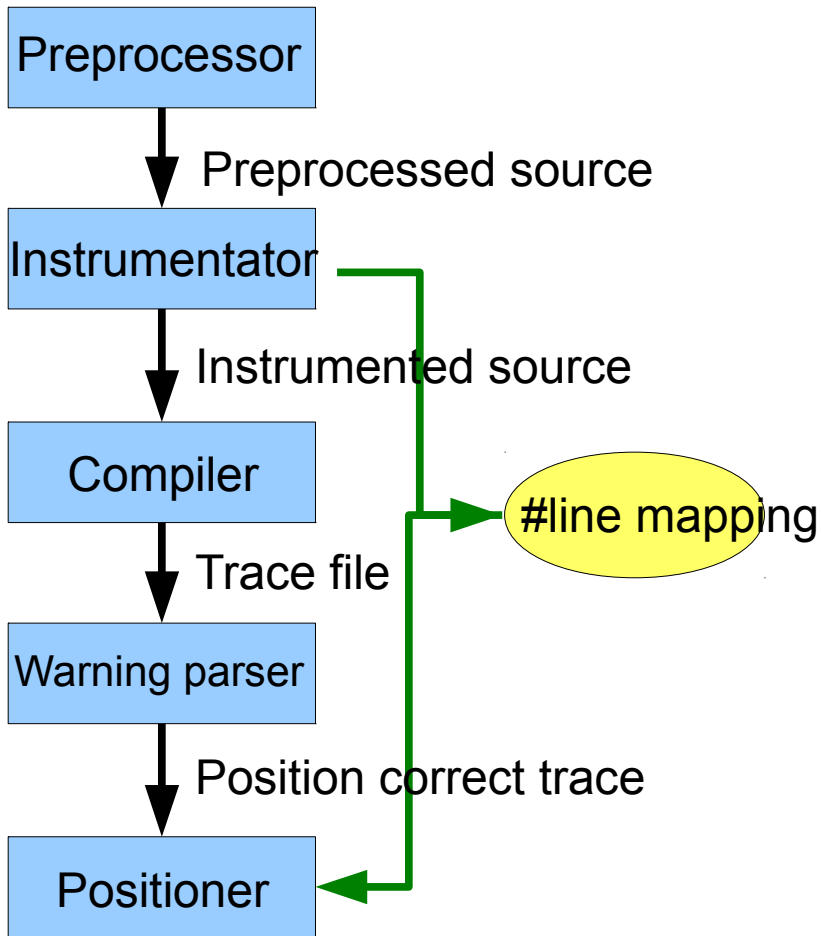 Preprocessor
Preprocessed source
Instrumentator
Instrumented source
Compiler
#line mapping
Trace file
Warning parser
Position correct trace
Positioner